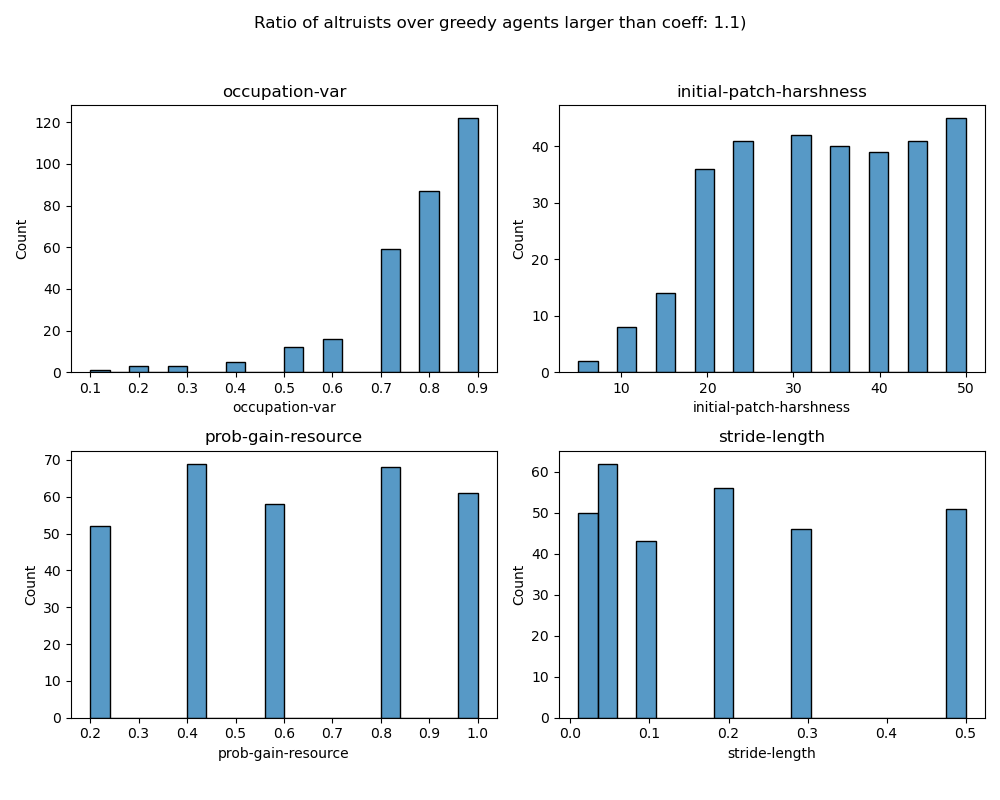 Ratio of altruists over greedy agents larger than coeff: 1.1)
occupation-var
Count
120
100
80
60
40
20
0
0.1 0.2 0.3 0.4 0.5 0.6 0.7 0.8 0.9
occupation-var
initial-patch-harshness
Count
40
30
20
10
0
10 20 30 40 50
initial-patch-harshness
prob-gain-resource
Count
70
60
50
40
30
20
10
0
0.2 0.3 0.4 0.5 0.6 0.7 0.8 0.9 1.0
prob-gain-resource
stride-length
Count
60
50
40
30
20
10
0
0.0 0.1 0.2 0.3 0.4 0.5
stride-length